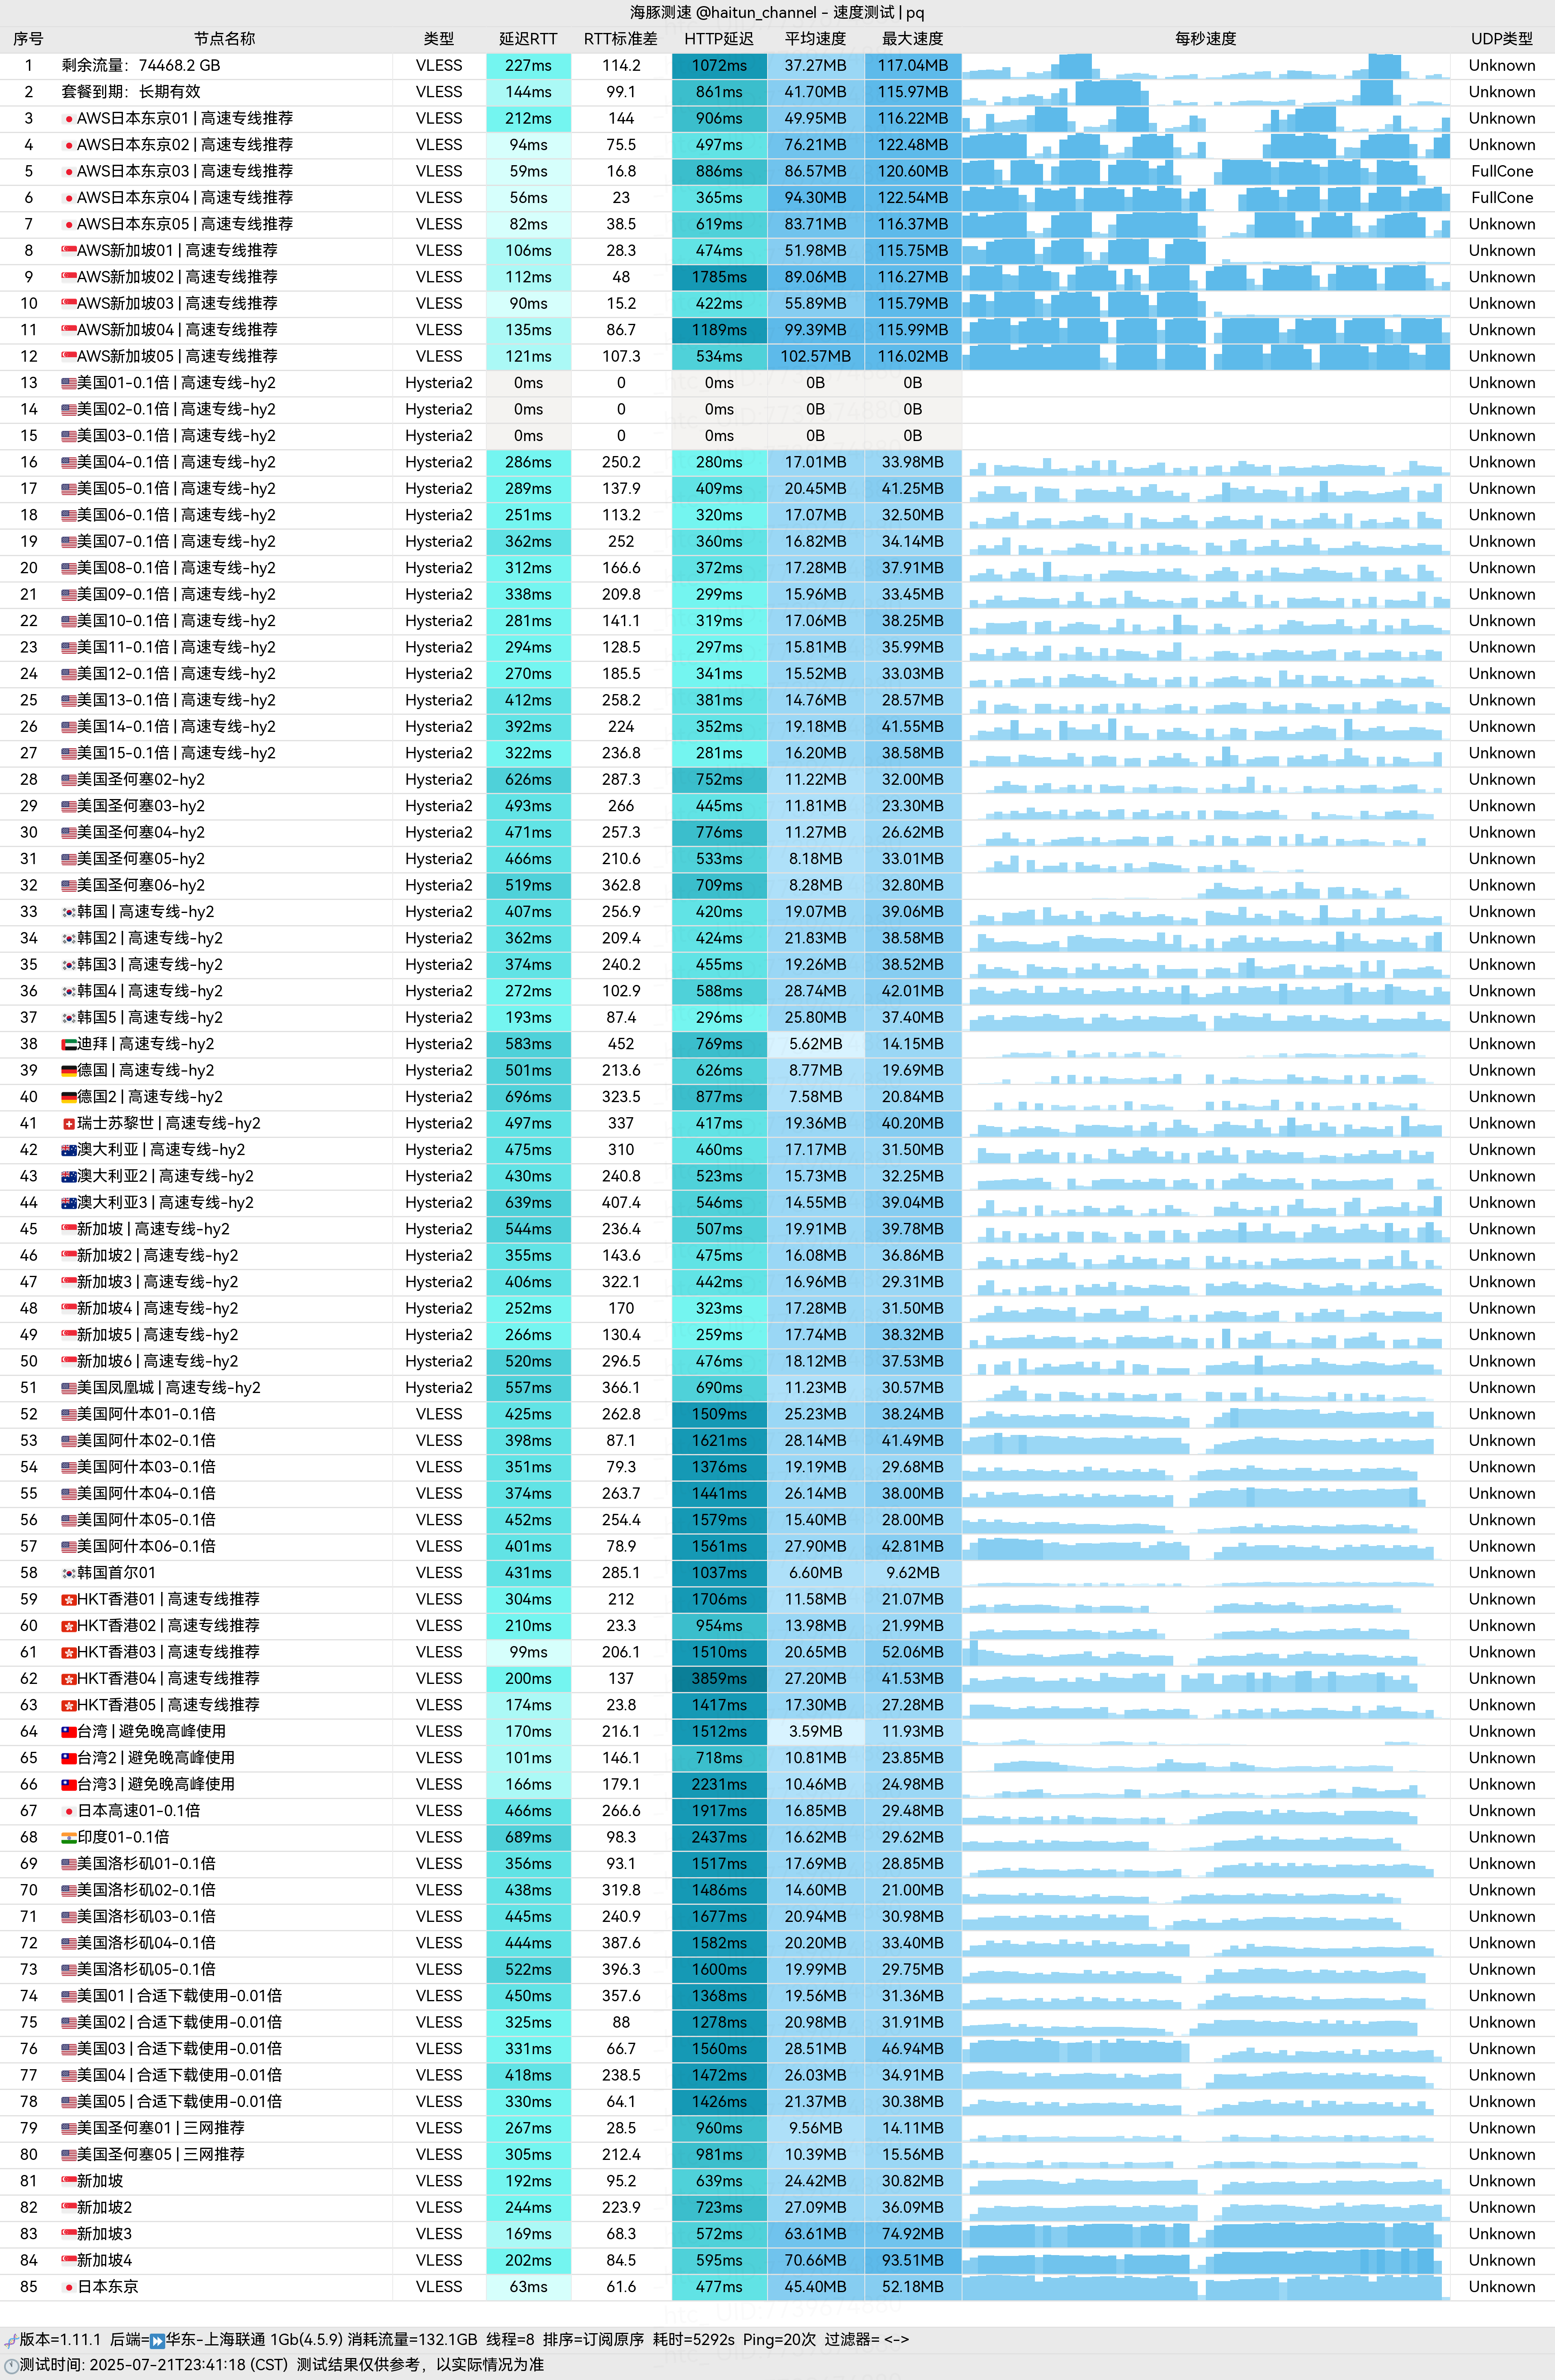 海豚测速 @haitun_channel - 速度测试 | pq
序号 节点名称 类型 延迟RTT RTT标准差 HTTP延迟 平均速度 最大速度 每秒速度 UDP类型
1 剩余流量：74468.2 GB VLESS 227ms 114.2 1072ms 37.27MB 117.04MB Unknown
2 套餐到期：长期有效 VLESS 144ms 99.1 861ms 41.70MB 115.97MB Unknown
3 AWS日本东京01 | 高速专线推荐 VLESS 212ms 144 906ms 49.95MB 116.22MB Unknown
4 AWS日本东京02 | 高速专线推荐 VLESS 94ms 75.5 497ms 76.21MB 122.48MB Unknown
5 AWS日本东京03 | 高速专线推荐 VLESS 59ms 16.8 886ms 86.57MB 120.60MB FullCone
6 AWS日本东京04 | 高速专线推荐 VLESS 56ms 23 365ms 94.30MB 122.54MB FullCone
7 AWS日本东京05 | 高速专线推荐 VLESS 82ms 38.5 619ms 83.71MB 116.37MB Unknown
8 AWS新加坡01 | 高速专线推荐 VLESS 106ms 28.3 474ms 51.98MB 115.75MB Unknown
9 AWS新加坡02 | 高速专线推荐 VLESS 112ms 48 1785ms 89.06MB 116.27MB Unknown
10 AWS新加坡03 | 高速专线推荐 VLESS 90ms 15.2 422ms 55.89MB 115.79MB Unknown
11 AWS新加坡04 | 高速专线推荐 VLESS 135ms 86.7 1189ms 99.39MB 115.99MB Unknown
12 AWS新加坡05 | 高速专线推荐 VLESS 121ms 107.3 534ms 102.57MB 116.02MB Unknown
13 美国01-0.1倍 | 高速专线-hy2 Hysteria2 0ms 0 0ms 0B 0B Unknown
14 美国02-0.1倍 | 高速专线-hy2 Hysteria2 0ms 0 0ms 0B 0B Unknown
15 美国03-0.1倍 | 高速专线-hy2 Hysteria2 0ms 0 0ms 0B 0B Unknown
16 美国04-0.1倍 | 高速专线-hy2 Hysteria2 286ms 250.2 280ms 17.01MB 33.98MB Unknown
17 美国05-0.1倍 | 高速专线-hy2 Hysteria2 289ms 137.9 409ms 20.45MB 41.25MB Unknown
18 美国06-0.1倍 | 高速专线-hy2 Hysteria2 251ms 113.2 320ms 17.07MB 32.50MB Unknown
19 美国07-0.1倍 | 高速专线-hy2 Hysteria2 362ms 252 360ms 16.82MB 34.14MB Unknown
20 美国08-0.1倍 | 高速专线-hy2 Hysteria2 312ms 166.6 372ms 17.28MB 37.91MB Unknown
21 美国09-0.1倍 | 高速专线-hy2 Hysteria2 338ms 209.8 299ms 15.96MB 33.45MB Unknown
22 美国10-0.1倍 | 高速专线-hy2 Hysteria2 281ms 141.1 319ms 17.06MB 38.25MB Unknown
23 美国11-0.1倍 | 高速专线-hy2 Hysteria2 294ms 128.5 297ms 15.81MB 35.99MB Unknown
24 美国12-0.1倍 | 高速专线-hy2 Hysteria2 270ms 185.5 341ms 15.52MB 33.03MB Unknown
25 美国13-0.1倍 | 高速专线-hy2 Hysteria2 412ms 258.2 381ms 14.76MB 28.57MB Unknown
26 美国14-0.1倍 | 高速专线-hy2 Hysteria2 392ms 224 352ms 19.18MB 41.55MB Unknown
27 美国15-0.1倍 | 高速专线-hy2 Hysteria2 322ms 236.8 281ms 16.20MB 38.58MB Unknown
28 美国圣何塞02-hy2 Hysteria2 626ms 287.3 752ms 11.22MB 32.00MB Unknown
29 美国圣何塞03-hy2 Hysteria2 493ms 266 445ms 11.81MB 23.30MB Unknown
30 美国圣何塞04-hy2 Hysteria2 471ms 257.3 776ms 11.27MB 26.62MB Unknown
31 美国圣何塞05-hy2 Hysteria2 466ms 210.6 533ms 8.18MB 33.01MB Unknown
32 美国圣何塞06-hy2 Hysteria2 519ms 362.8 709ms 8.28MB 32.80MB Unknown
33 韩国 | 高速专线-hy2 Hysteria2 407ms 256.9 420ms 19.07MB 39.06MB Unknown
34 韩国2 | 高速专线-hy2 Hysteria2 362ms 209.4 424ms 21.83MB 38.58MB Unknown
35 韩国3 | 高速专线-hy2 Hysteria2 374ms 240.2 455ms 19.26MB 38.52MB Unknown
36 韩国4 | 高速专线-hy2 Hysteria2 272ms 102.9 588ms 28.74MB 42.01MB Unknown
37 韩国5 | 高速专线-hy2 Hysteria2 193ms 87.4 296ms 25.80MB 37.40MB Unknown
38 迪拜 | 高速专线-hy2 Hysteria2 583ms 452 769ms 5.62MB 14.15MB Unknown
39 德国 | 高速专线-hy2 Hysteria2 501ms 213.6 626ms 8.77MB 19.69MB Unknown
40 德国2 | 高速专线-hy2 Hysteria2 696ms 323.5 877ms 7.58MB 20.84MB Unknown
41 瑞士苏黎世 | 高速专线-hy2 Hysteria2 497ms 337 417ms 19.36MB 40.20MB Unknown
42 澳大利亚 | 高速专线-hy2 Hysteria2 475ms 310 460ms 17.17MB 31.50MB Unknown
43 澳大利亚2 | 高速专线-hy2 Hysteria2 430ms 240.8 523ms 15.73MB 32.25MB Unknown
44 澳大利亚3 | 高速专线-hy2 Hysteria2 639ms 407.4 546ms 14.55MB 39.04MB Unknown
45 新加坡 | 高速专线-hy2 Hysteria2 544ms 236.4 507ms 19.91MB 39.78MB Unknown
46 新加坡2 | 高速专线-hy2 Hysteria2 355ms 143.6 475ms 16.08MB 36.86MB Unknown
47 新加坡3 | 高速专线-hy2 Hysteria2 406ms 322.1 442ms 16.96MB 29.31MB Unknown
48 新加坡4 | 高速专线-hy2 Hysteria2 252ms 170 323ms 17.28MB 31.50MB Unknown
49 新加坡5 | 高速专线-hy2 Hysteria2 266ms 130.4 259ms 17.74MB 38.32MB Unknown
50 新加坡6 | 高速专线-hy2 Hysteria2 520ms 296.5 476ms 18.12MB 37.53MB Unknown
51 美国凤凰城 | 高速专线-hy2 Hysteria2 557ms 366.1 690ms 11.23MB 30.57MB Unknown
52 美国阿什本01-0.1倍 VLESS 425ms 262.8 1509ms 25.23MB 38.24MB Unknown
53 美国阿什本02-0.1倍 VLESS 398ms 87.1 1621ms 28.14MB 41.49MB Unknown
54 美国阿什本03-0.1倍 VLESS 351ms 79.3 1376ms 19.19MB 29.68MB Unknown
55 美国阿什本04-0.1倍 VLESS 374ms 263.7 1441ms 26.14MB 38.00MB Unknown
56 美国阿什本05-0.1倍 VLESS 452ms 254.4 1579ms 15.40MB 28.00MB Unknown
57 美国阿什本06-0.1倍 VLESS 401ms 78.9 1561ms 27.90MB 42.81MB Unknown
58 韩国首尔01 VLESS 431ms 285.1 1037ms 6.60MB 9.62MB Unknown
59 HKT香港01 | 高速专线推荐 VLESS 304ms 212 1706ms 11.58MB 21.07MB Unknown
60 HKT香港02 | 高速专线推荐 VLESS 210ms 23.3 954ms 13.98MB 21.99MB Unknown
61 HKT香港03 | 高速专线推荐 VLESS 99ms 206.1 1510ms 20.65MB 52.06MB Unknown
62 HKT香港04 | 高速专线推荐 VLESS 200ms 137 3859ms 27.20MB 41.53MB Unknown
63 HKT香港05 | 高速专线推荐 VLESS 174ms 23.8 1417ms 17.30MB 27.28MB Unknown
64 台湾 | 避免晚高峰使用 VLESS 170ms 216.1 1512ms 3.59MB 11.93MB Unknown
65 台湾2 | 避免晚高峰使用 VLESS 101ms 146.1 718ms 10.81MB 23.85MB Unknown
66 台湾3 | 避免晚高峰使用 VLESS 166ms 179.1 2231ms 10.46MB 24.98MB Unknown
67 日本高速01-0.1倍 VLESS 466ms 266.6 1917ms 16.85MB 29.48MB Unknown
68 印度01-0.1倍 VLESS 689ms 98.3 2437ms 16.62MB 29.62MB Unknown
69 美国洛杉矶01-0.1倍 VLESS 356ms 93.1 1517ms 17.69MB 28.85MB Unknown
70 美国洛杉矶02-0.1倍 VLESS 438ms 319.8 1486ms 14.60MB 21.00MB Unknown
71 美国洛杉矶03-0.1倍 VLESS 445ms 240.9 1677ms 20.94MB 30.98MB Unknown
72 美国洛杉矶04-0.1倍 VLESS 444ms 387.6 1582ms 20.20MB 33.40MB Unknown
73 美国洛杉矶05-0.1倍 VLESS 522ms 396.3 1600ms 19.99MB 29.75MB Unknown
74 美国01 | 合适下载使用-0.01倍 VLESS 450ms 357.6 1368ms 19.56MB 31.36MB Unknown
75 美国02 | 合适下载使用-0.01倍 VLESS 325ms 88 1278ms 20.98MB 31.91MB Unknown
76 美国03 | 合适下载使用-0.01倍 VLESS 331ms 66.7 1560ms 28.51MB 46.94MB Unknown
77 美国04 | 合适下载使用-0.01倍 VLESS 418ms 238.5 1472ms 26.03MB 34.91MB Unknown
78 美国05 | 合适下载使用-0.01倍 VLESS 330ms 64.1 1426ms 21.37MB 30.38MB Unknown
79 美国圣何塞01 | 三网推荐 VLESS 267ms 28.5 960ms 9.56MB 14.11MB Unknown
80 美国圣何塞05 | 三网推荐 VLESS 305ms 212.4 981ms 10.39MB 15.56MB Unknown
81 新加坡 VLESS 192ms 95.2 639ms 24.42MB 30.82MB Unknown
82 新加坡2 VLESS 244ms 223.9 723ms 27.09MB 36.09MB Unknown
83 新加坡3 VLESS 169ms 68.3 572ms 63.61MB 74.92MB Unknown
84 新加坡4 VLESS 202ms 84.5 595ms 70.66MB 93.51MB Unknown
85 日本东京 VLESS 63ms 61.6 477ms 45.40MB 52.18MB Unknown
版本=1.11.1 后端=⏩华东-上海联通 1Gb(4.5.9) 消耗流量=132.1GB 线程=8 排序=订阅原序 耗时=5292s Ping=20次 过滤器= <->
测试时间: 2025-07-21T23:41:18 (CST) 测试结果仅供参考，以实际情况为准